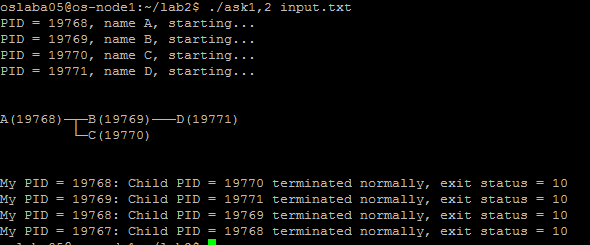 oslaba05@os-node1:~/lab2$ ./ask1,2 input.txt
PID = 19768, name A, starting...
PID = 19769, name B, starting...
PID = 19770, name C, starting...
PID = 19771, name D, starting...
A(19768)─┬─B(19769)───D(19771)
└─C(19770)
My PID = 19768: Child PID = 19770 terminated normally, exit status = 10
My PID = 19769: Child PID = 19771 terminated normally, exit status = 10
My PID = 19768: Child PID = 19769 terminated normally, exit status = 10
My PID = 19767: Child PID = 19768 terminated normally, exit status = 10